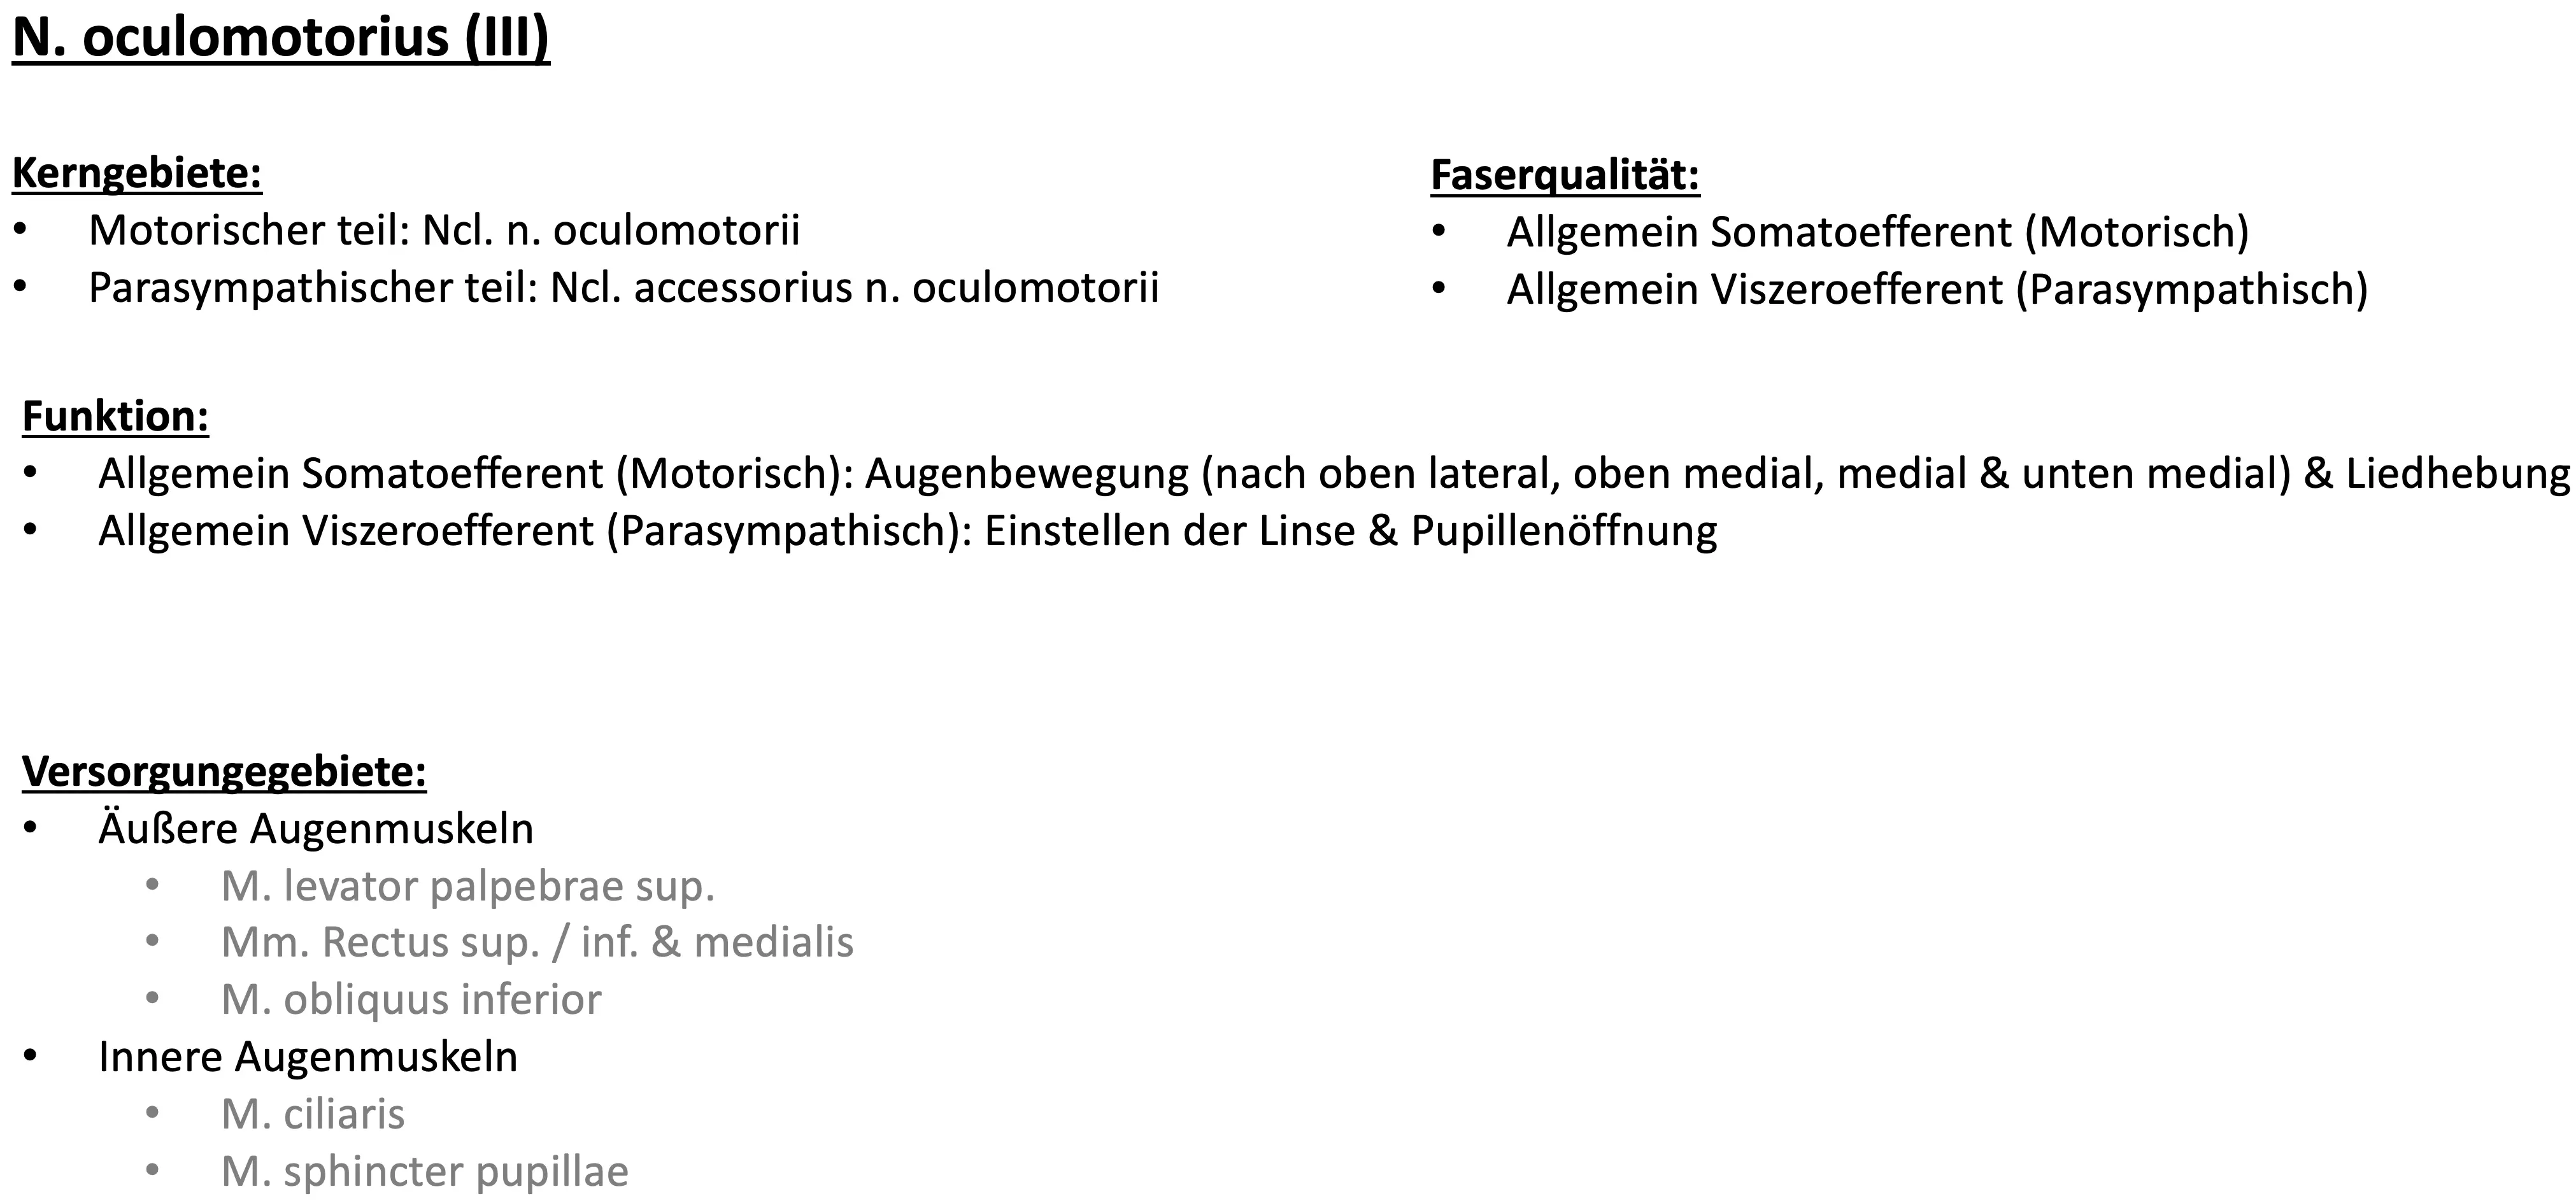 N. oculomotorius (III)
Kerngebiete:
• Motorischer teil: Ncl. n. oculomotorii
• Parasympathischer teil: Ncl. accessorius n. oculomotorii
Faserqualität:
• Allgemein Somatoefferent (Motorisch)
• Allgemein Viszeroefferent (Parasympathisch)
Funktion:
• Allgemein Somatoefferent (Motorisch): Augenbewegung (nach oben lateral, oben medial, medial & unten medial) & Liedhebung
• Allgemein Viszeroefferent (Parasympathisch): Einstellen der Linse & Pupillenöffnung
Versorgungegebiete:
• Äußere Augenmuskeln
• M. levator palpebrae sup.
• Mm. Rectus sup. / inf. & medialis
• M. obliquus inferior
• Innere Augenmuskeln
• M. ciliaris
• M. sphincter pupillae